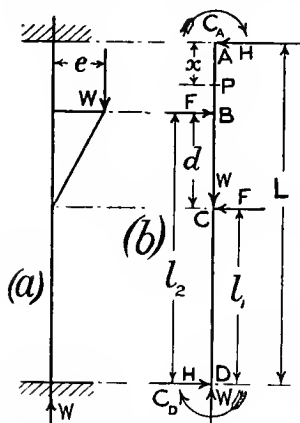 C_A
A H
e x
P
W F B
d W
L
(b) C F
(a) l_2 l_1
H D
W C_D W